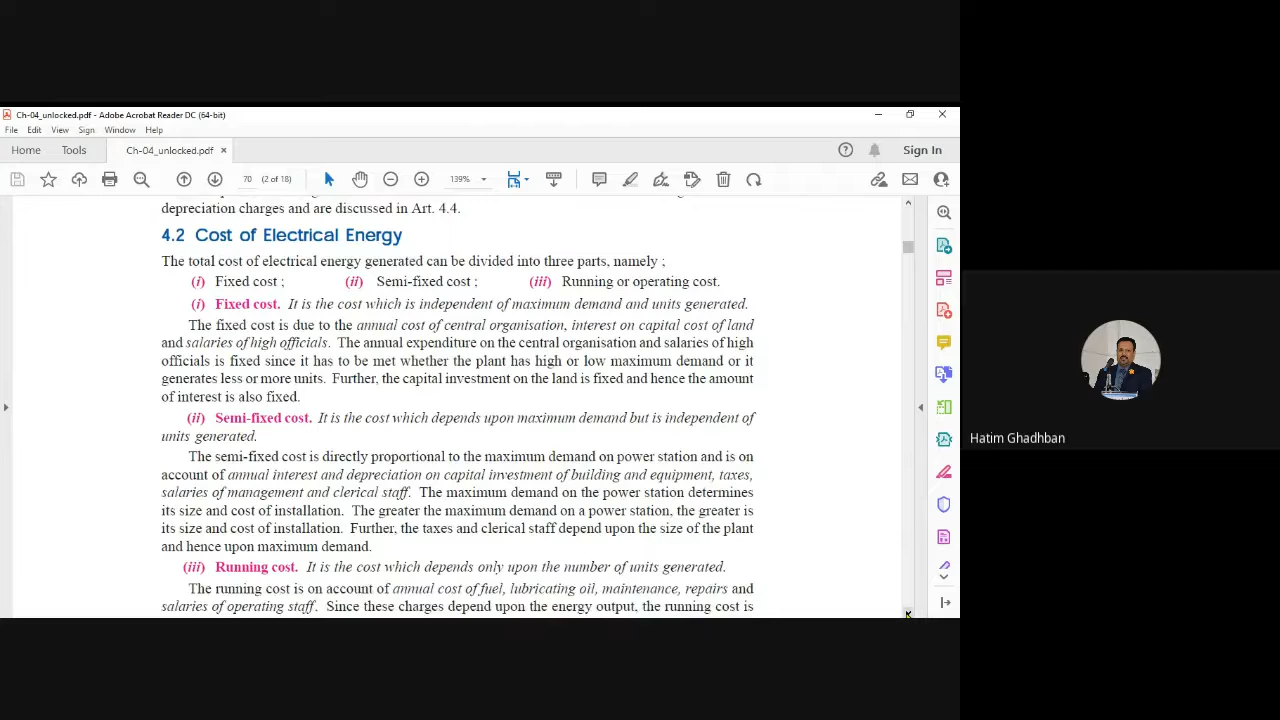 Ch-04_unlocked.pdf - Adobe Acrobat Reader DC (64-bit)
File Edit View Sign Window Help
Home Tools Ch-04_unlocked.pdf × Sign In
70 (2 of 18) 139%
depreciation charges and are discussed in Art. 4.4.
4.2 Cost of Electrical Energy
The total cost of electrical energy generated can be divided into three parts, namely ;
(i) Fixed cost ; (ii) Semi-fixed cost ; (iii) Running or operating cost.
(i) Fixed cost. It is the cost which is independent of maximum demand and units generated.
The fixed cost is due to the annual cost of central organisation, interest on capital cost of land
and salaries of high officials. The annual expenditure on the central organisation and salaries of high
officials is fixed since it has to be met whether the plant has high or low maximum demand or it
generates less or more units. Further, the capital investment on the land is fixed and hence the amount
of interest is also fixed.
(ii) Semi-fixed cost. It is the cost which depends upon maximum demand but is independent of
units generated.
The semi-fixed cost is directly proportional to the maximum demand on power station and is on
account of annual interest and depreciation on capital investment of building and equipment, taxes,
salaries of management and clerical staff. The maximum demand on the power station determines
its size and cost of installation. The greater the maximum demand on a power station, the greater is
its size and cost of installation. Further, the taxes and clerical staff depend upon the size of the plant
and hence upon maximum demand.
(iii) Running cost. It is the cost which depends only upon the number of units generated.
The running cost is on account of annual cost of fuel, lubricating oil, maintenance, repairs and
salaries of operating staff. Since these charges depend upon the energy output, the running cost is
Hatim Ghadhban